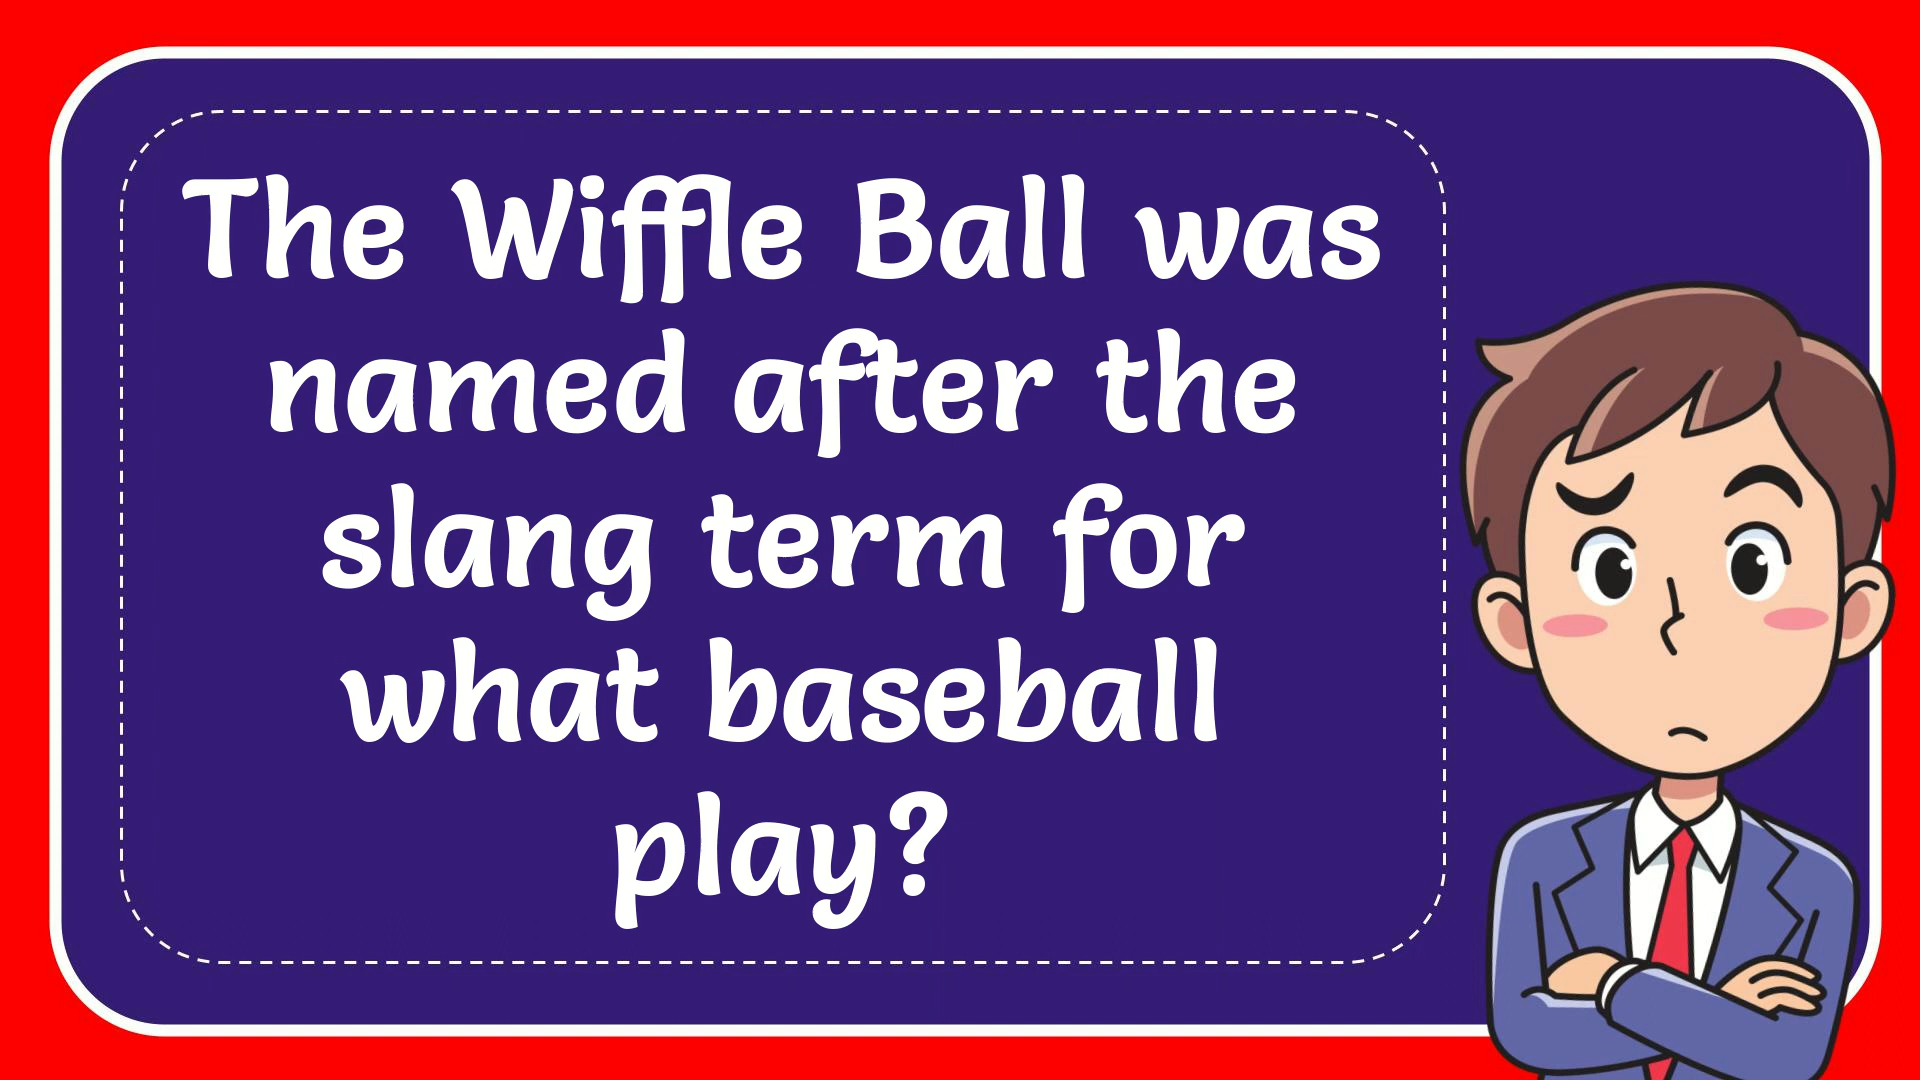 The Wiffle Ball was
named after the
slang term for
what baseball
play?